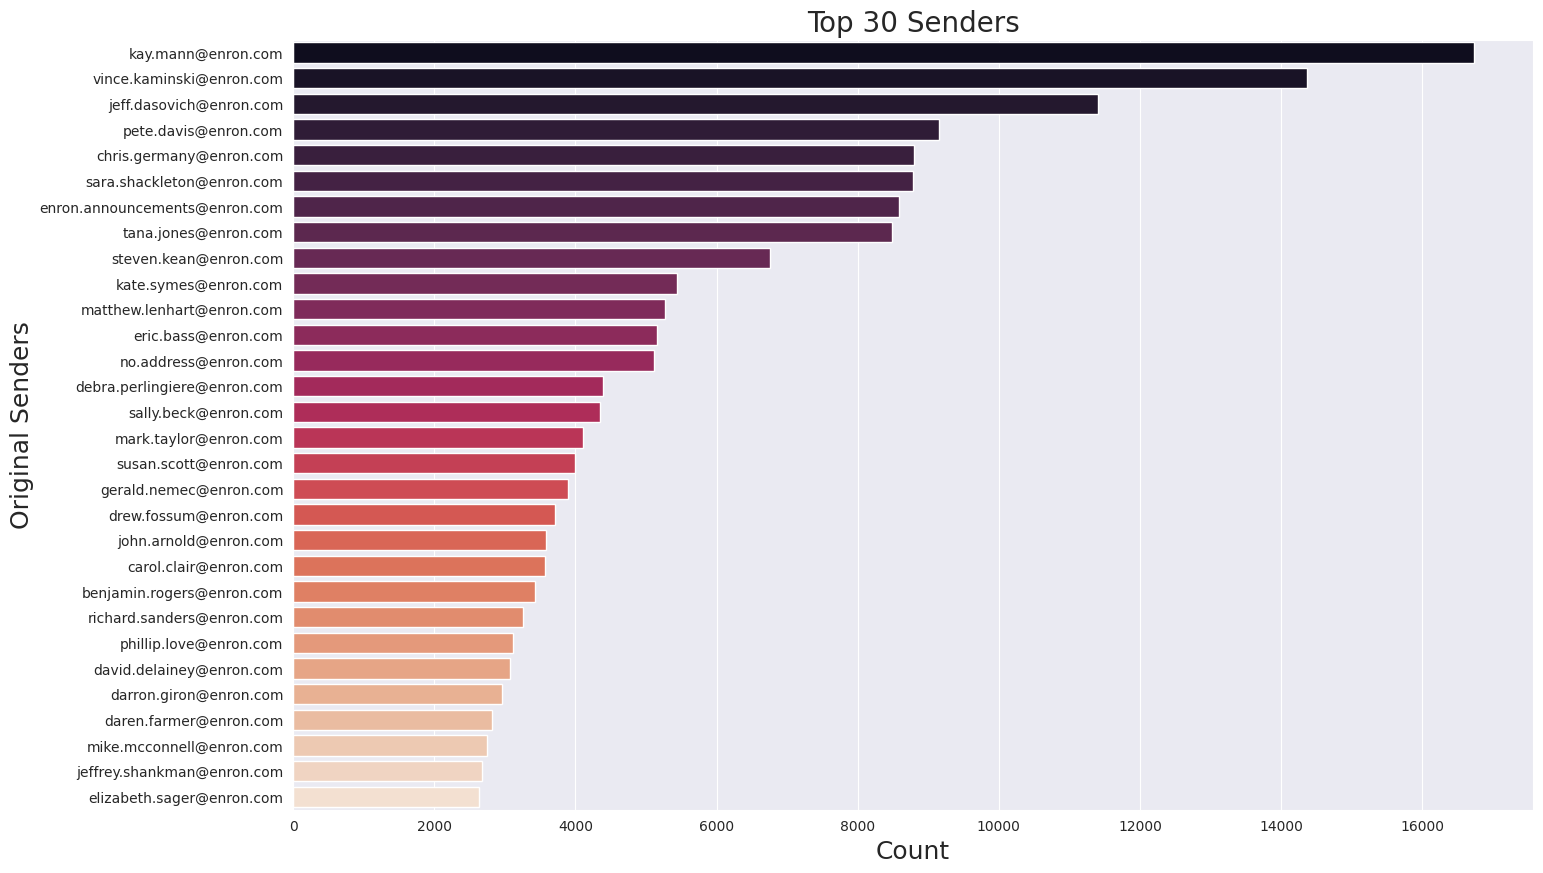 Top 30 Senders
kay.mann@enron.com
vince.kaminski@enron.com
jeff.dasovich@enron.com
pete.davis@enron.com
chris.germany@enron.com
sara.shackleton@enron.com
enron.announcements@enron.com
tana.jones@enron.com
steven.kean@enron.com
kate.symes@enron.com
matthew.lenhart@enron.com
eric.bass@enron.com
no.address@enron.com
debra.perlingiere@enron.com
sally.beck@enron.com
mark.taylor@enron.com
susan.scott@enron.com
gerald.nemec@enron.com
drew.fossum@enron.com
john.arnold@enron.com
carol.clair@enron.com
benjamin.rogers@enron.com
richard.sanders@enron.com
phillip.love@enron.com
david.delainey@enron.com
darron.giron@enron.com
daren.farmer@enron.com
mike.mcconnell@enron.com
jeffrey.shankman@enron.com
elizabeth.sager@enron.com
Original Senders
0 2000 4000 6000 8000 10000 12000 14000 16000
Count